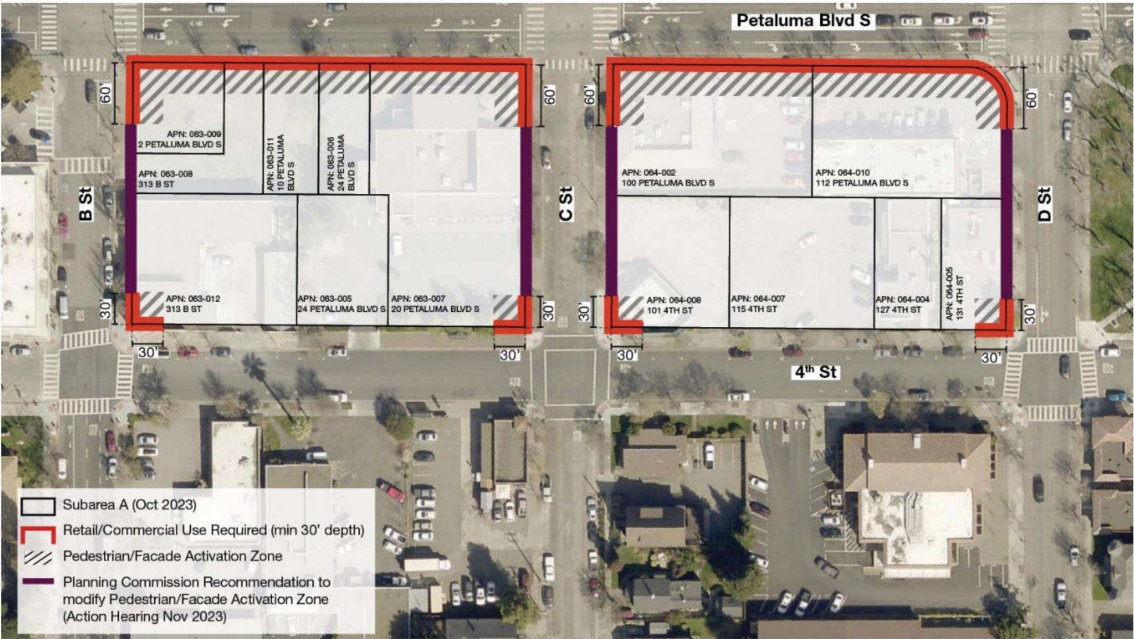 Petaluma Blvd S
60'
60'
60'
60'
APN: 063-009
2 PETALUMA BLVD S
APN: 063-011
10 PETALUMA
BLVD S
APN: 063-006
24 PETALUMA
BLVD S
APN: 063-008
313 B ST
APN: 064-002
100 PETALUMA BLVD S
APN: 064-010
112 PETALUMA BLVD S
B St
C St
D St
APN: 063-012
313 B ST
APN: 063-005
24 PETALUMA BLVD S
APN: 063-007
20 PETALUMA BLVD S
APN: 064-008
101 4TH ST
APN: 064-007
115 4TH ST
APN: 064-004
127 4TH ST
APN: 064-005
131 4TH ST
30'
30'
30'
30'
30'
30'
30'
30'
4th St
Subarea A (Oct 2023)
Retail/Commercial Use Required (min 30' depth)
Pedestrian/Facade Activation Zone
Planning Commission Recommendation to
modify Pedestrian/Facade Activation Zone
(Action Hearing Nov 2023)